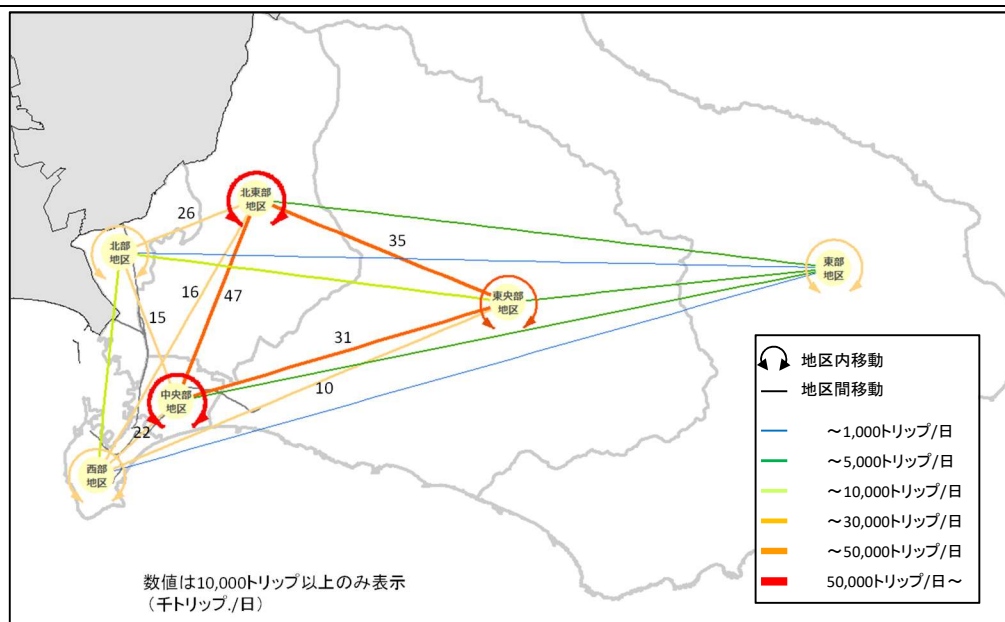 北東部
地区
26
北部
地区
35
東部
地区
16
47
東央部
地区
15
31
10
中央部
地区
22
西部
地区
地区内移動
地区間移動
～1,000トリップ/日
～5,000トリップ/日
～10,000トリップ/日
～30,000トリップ/日
～50,000トリップ/日
50,000トリップ/日～
数値は10,000トリップ以上のみ表示
（千トリップ./日）